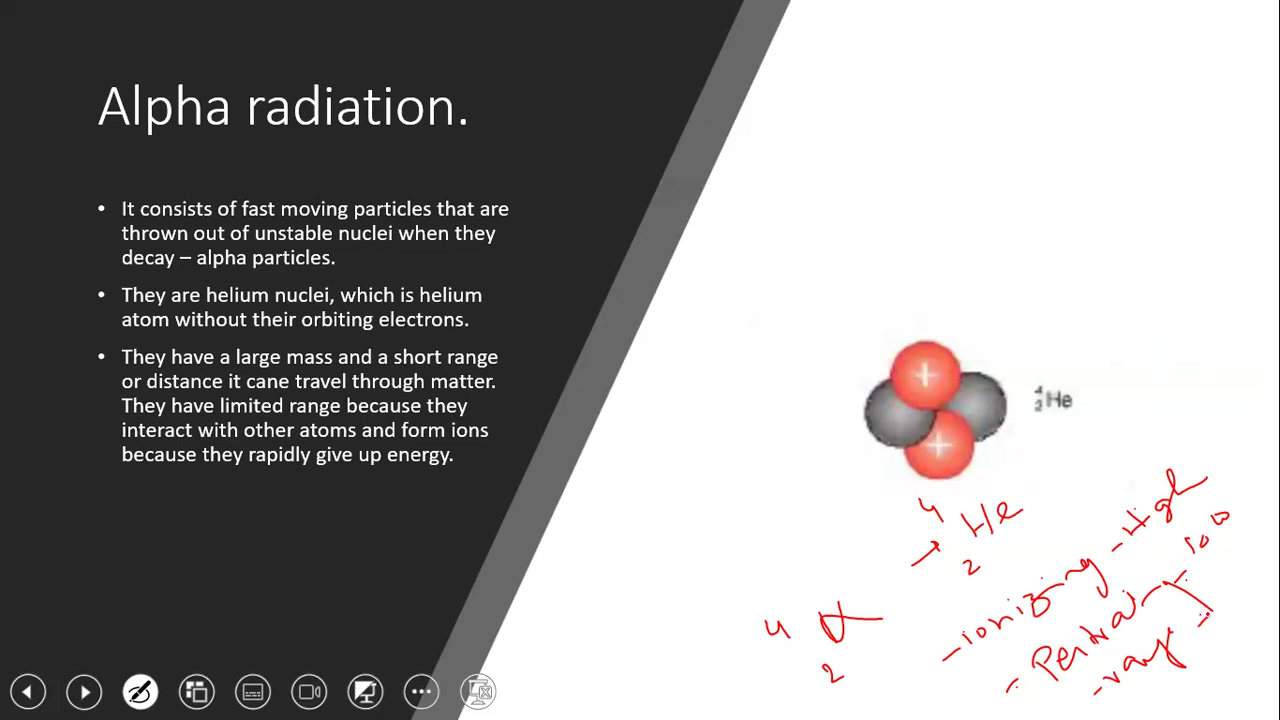 Alpha radiation.
• It consists of fast moving particles that are
thrown out of unstable nuclei when they
decay – alpha particles.
• They are helium nuclei, which is helium
atom without their orbiting electrons.
• They have a large mass and a short range
or distance it cane travel through matter.
They have limited range because they
interact with other atoms and form ions
because they rapidly give up energy.
4
2 He
4
He
2
4 α
2
- ionizing - High